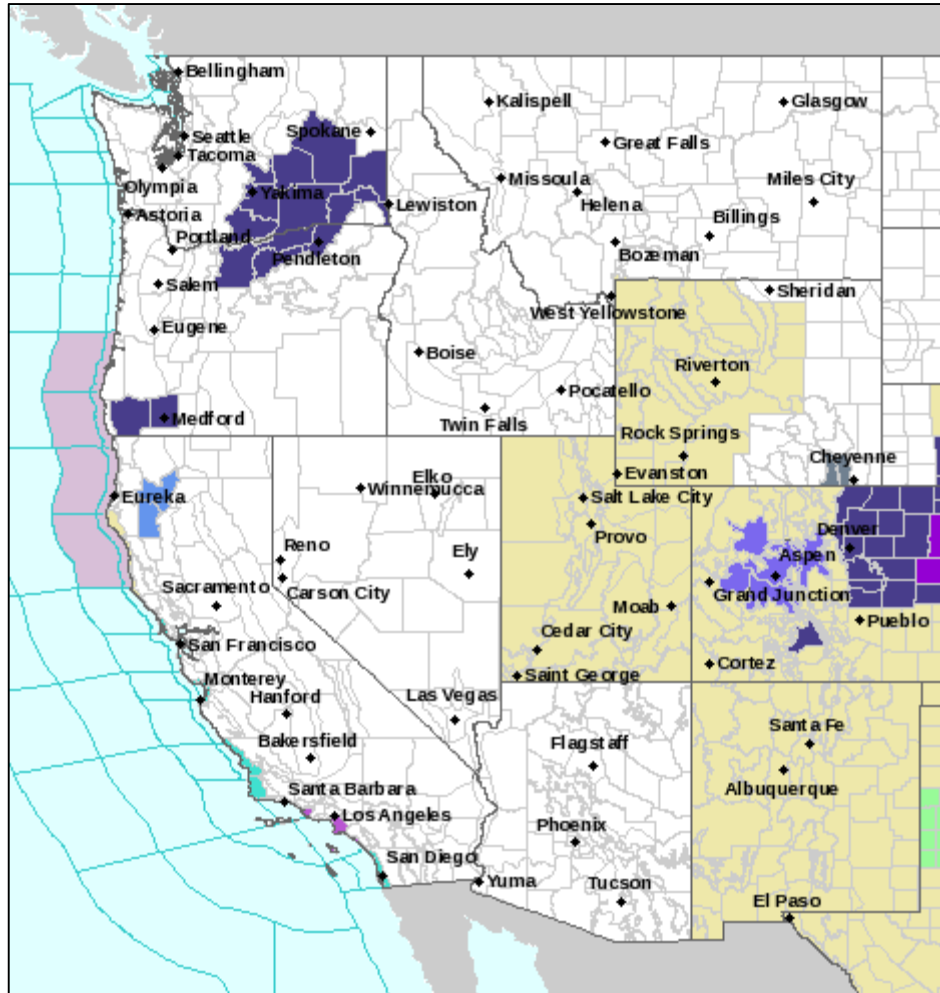 Bellingham
Kalispell
Glasgow
Seattle
Spokane
Great Falls
Tacoma
Olympia
Yakima
Missoula
Miles City
Lewiston
Helena
Astoria
Billings
Portland
Pendleton
Bozeman
Salem
Sheridan
West Yellowstone
Eugene
Boise
Riverton
Pocatello
Medford
Twin Falls
Rock Springs
Cheyenne
Evanston
Elko
Winnemucca
Eureka
Salt Lake City
Provo
Denver
Reno
Ely
Aspen
Sacramento
Carson City
Grand Junction
Moab
Pueblo
San Francisco
Cedar City
Cortez
Saint George
Monterey
Hanford
Las Vegas
Bakersfield
Flagstaff
Santa Fe
Santa Barbara
Albuquerque
Los Angeles
Phoenix
San Diego
Yuma
Tucson
El Paso